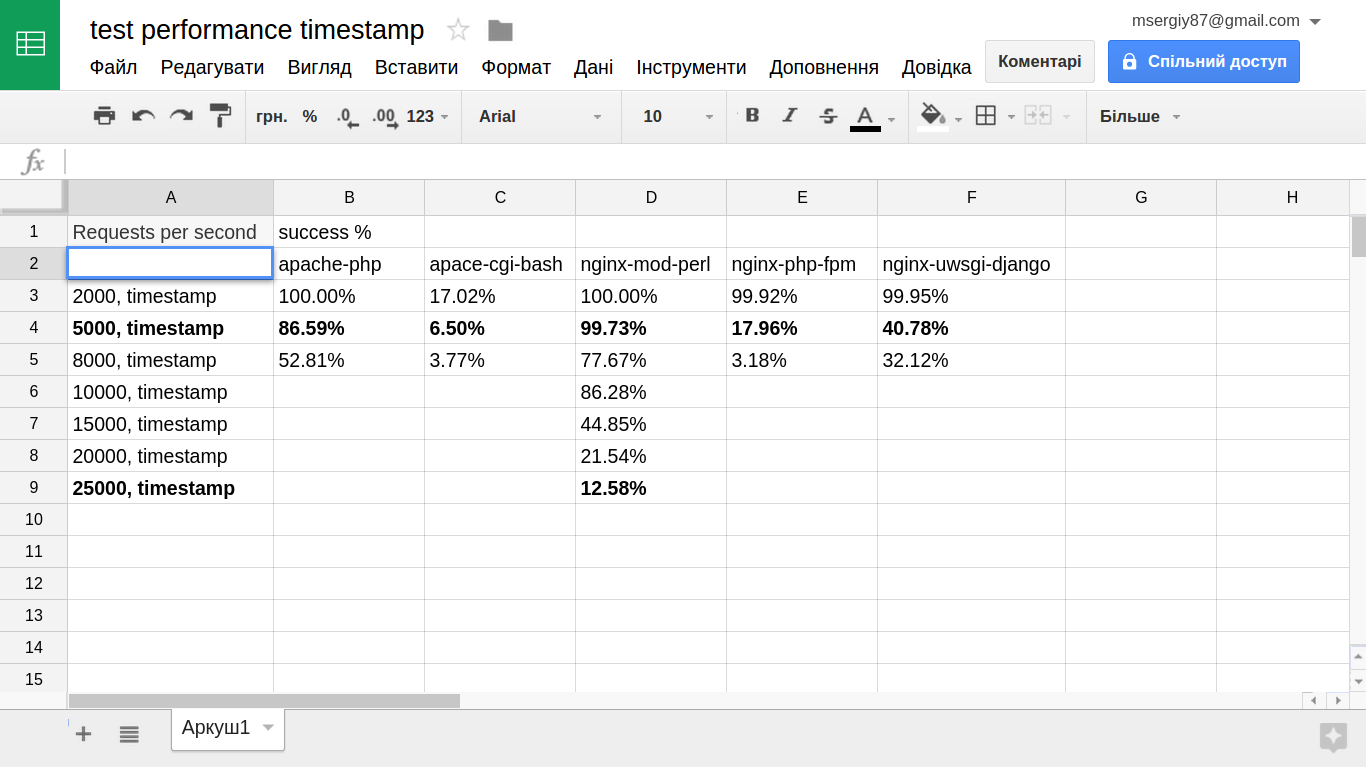 test performance timestamp
msergiy87@gmail.com
Файл Редагувати Вигляд Вставити Формат Дані Інструменти Доповнення Довідка Коментарі Спільний доступ
грн. % .0 .00 123 Arial 10 B I S A Більше
fx
A B C D E F G H
1 Requests per second success %
2 apache-php apace-cgi-bash nginx-mod-perl nginx-php-fpm nginx-uwsgi-django
3 2000, timestamp 100.00% 17.02% 100.00% 99.92% 99.95%
4 5000, timestamp 86.59% 6.50% 99.73% 17.96% 40.78%
5 8000, timestamp 52.81% 3.77% 77.67% 3.18% 32.12%
6 10000, timestamp 86.28%
7 15000, timestamp 44.85%
8 20000, timestamp 21.54%
9 25000, timestamp 12.58%
10
11
12
13
14
15
Аркуш1